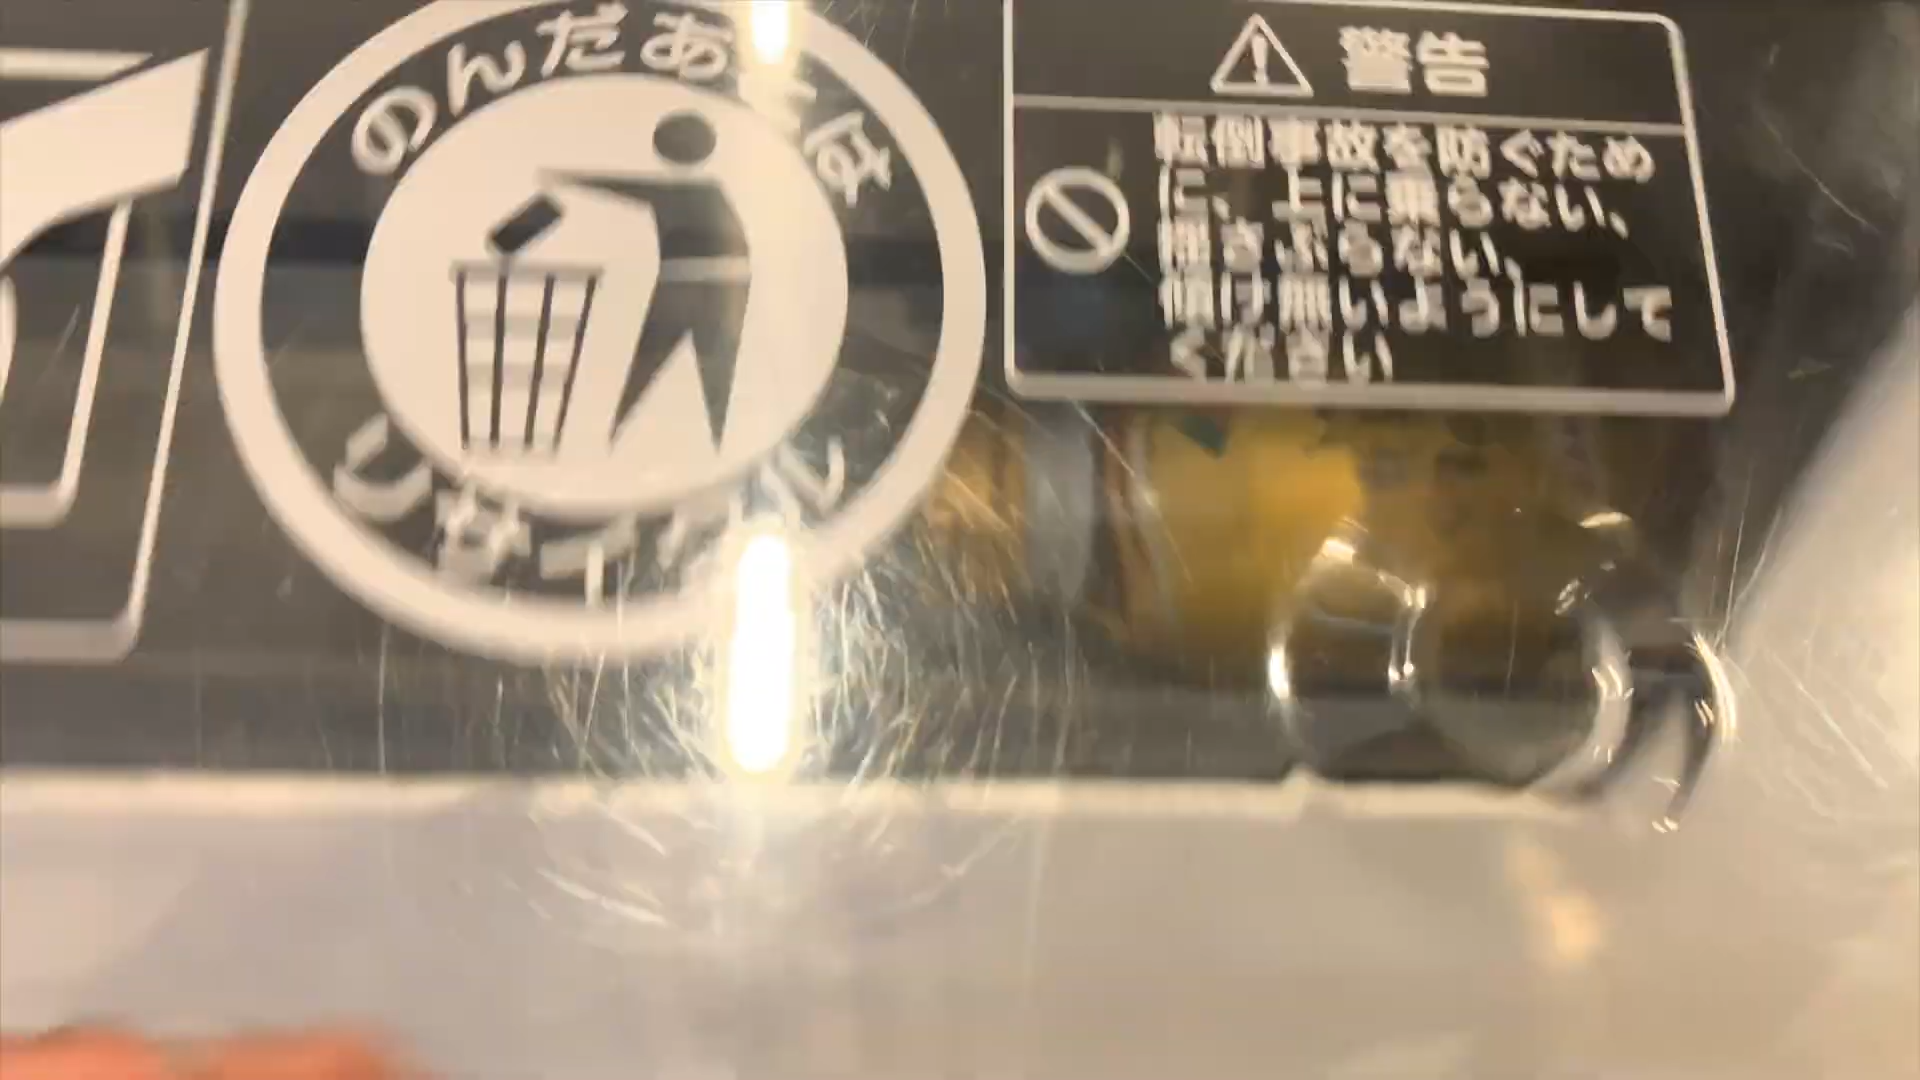 のんだあとは
リサイクル
警告
転倒事故を防ぐため
に、上に乗らない、
揺さぶらない、
傾け無いようにして
ください